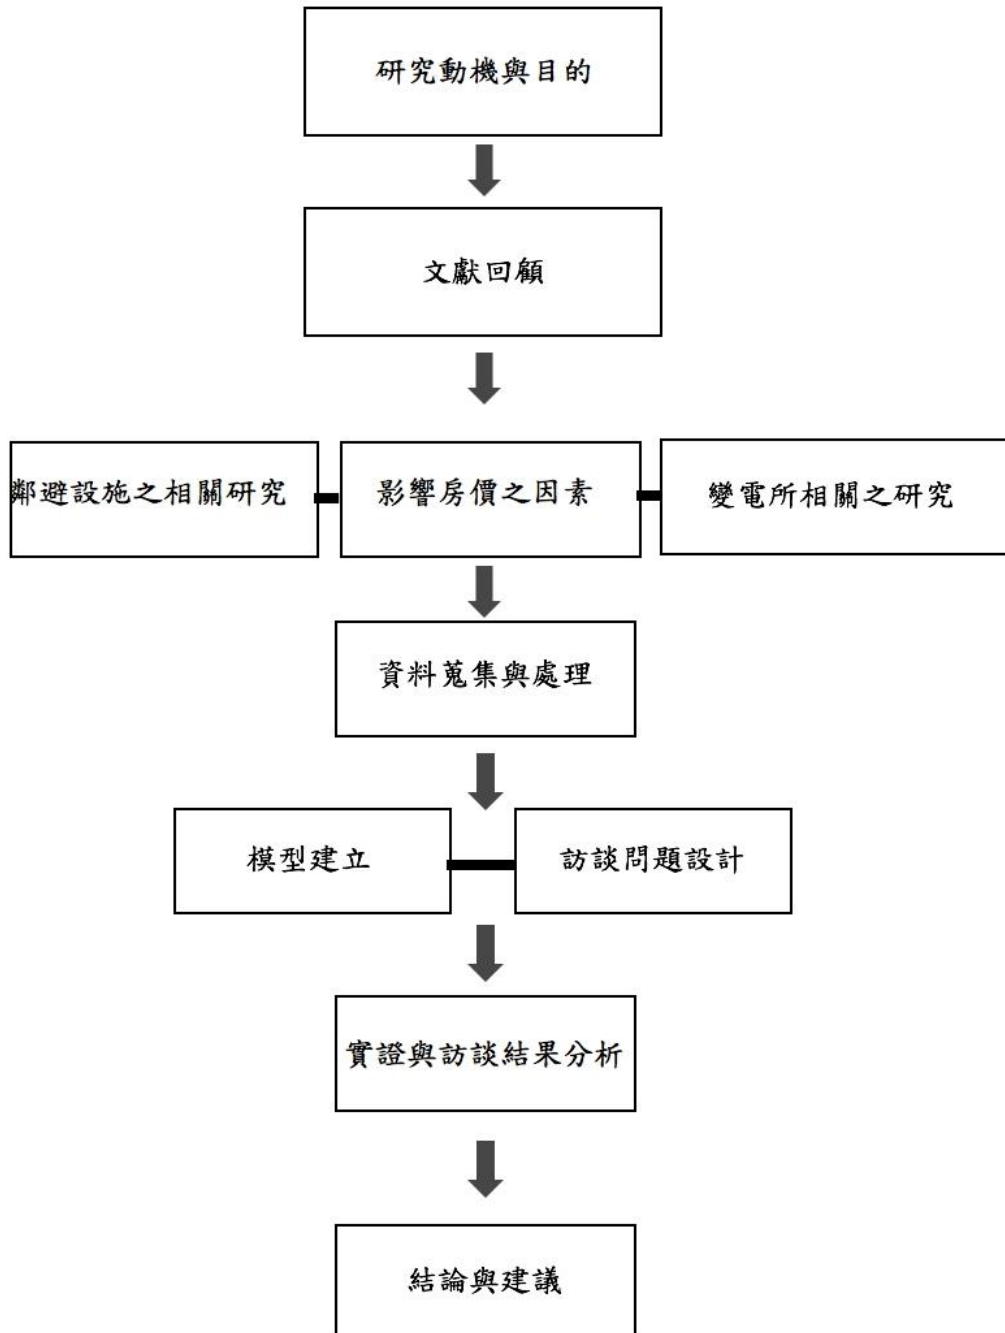 研究動機與目的
文獻回顧
鄰避設施之相關研究
影響房價之因素
變電所相關之研究
資料蒐集與處理
模型建立
訪談問題設計
實證與訪談結果分析
結論與建議